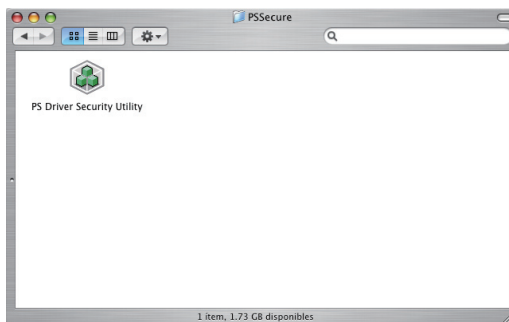 PSSecure
PS Driver Security Utility
1 item, 1.73 GB disponibles